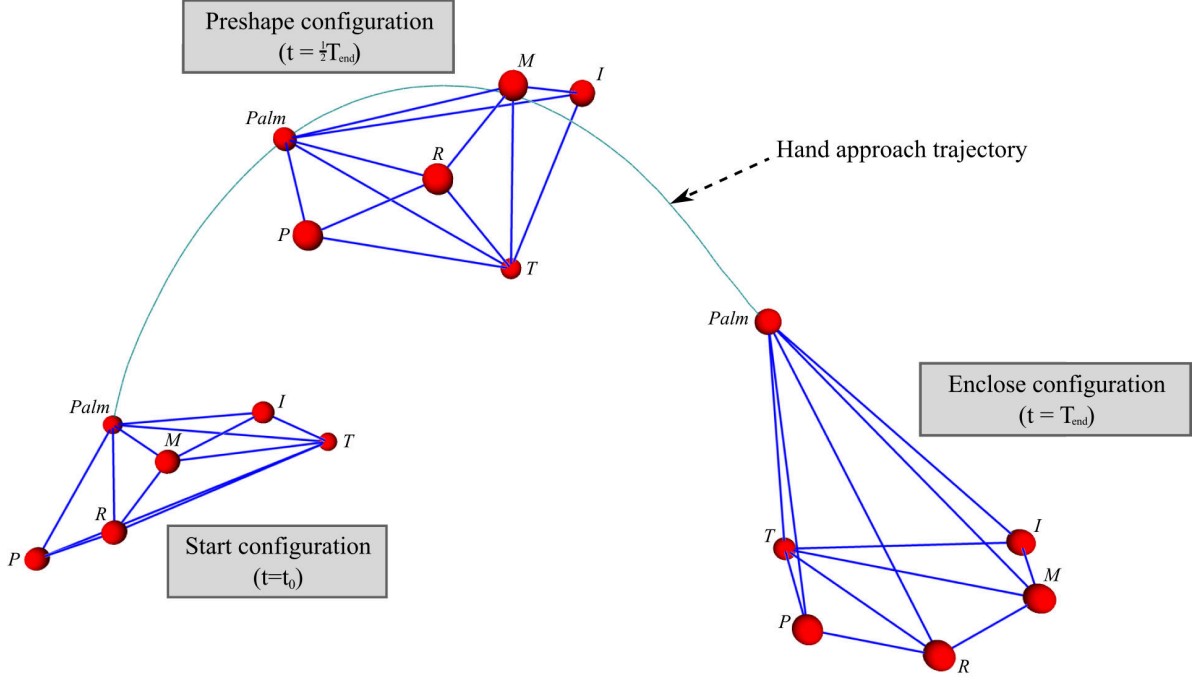 Preshape configuration
(t = ½T_end)
M
I
Palm
R
P
T
Hand approach trajectory
Palm
Enclose configuration
(t = T_end)
T
I
M
P
R
Palm
I
M
T
R
P
Start configuration
(t=t₀)